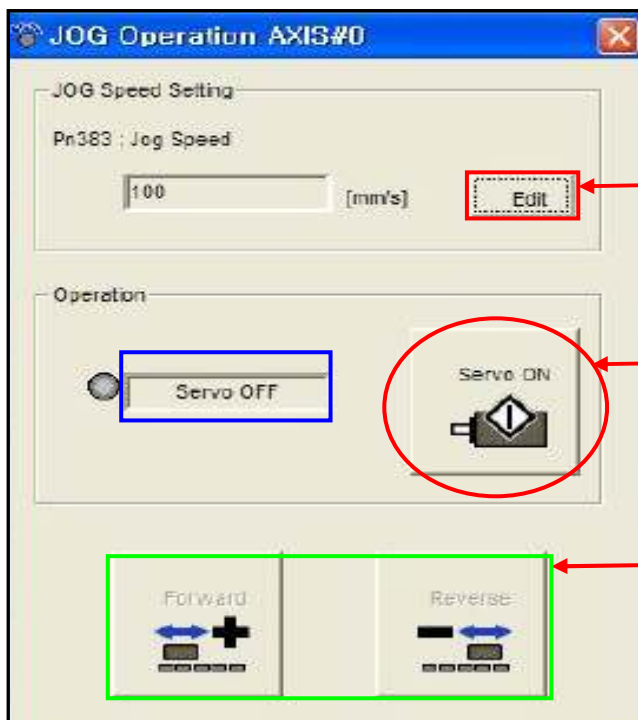 JOG Operation AXIS#0
JOG Speed Setting
Pn383 : Jog Speed
100 [mm/s] Edit
Operation
Servo OFF
Servo ON
Forward Reverse